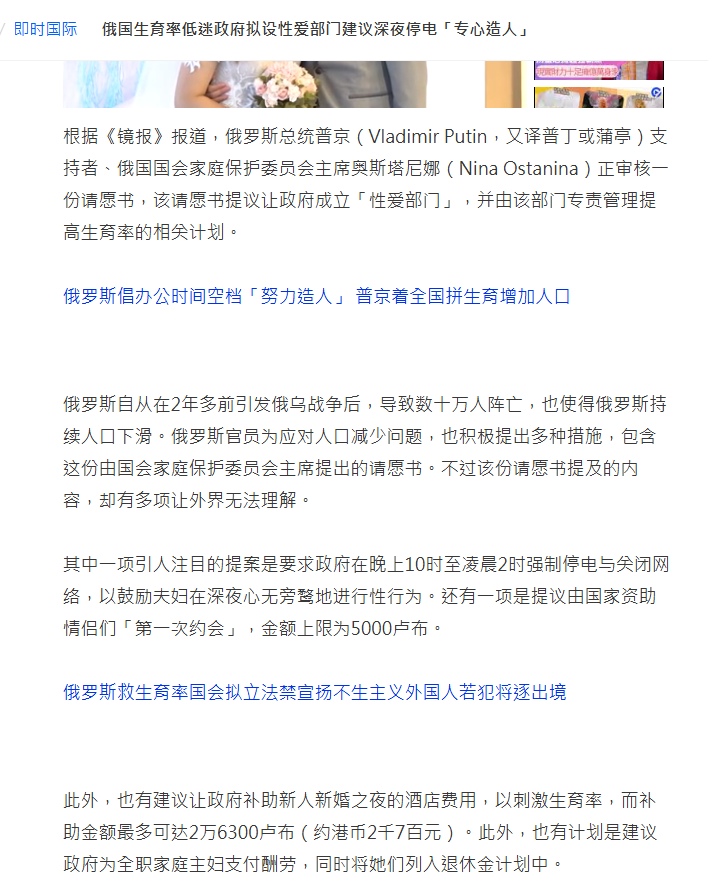 / 即时国际 俄国生育率低迷政府拟设性爱部门建议深夜停电「专心造人」
根据《镜报》报道，俄罗斯总统普京（Vladimir Putin，又译普丁或蒲亭）支
持者、俄国国会家庭保护委员会主席奥斯塔尼娜（Nina Ostanina）正审核一
份请愿书，该请愿书提议让政府成立「性爱部门」，并由该部门专责管理提
高生育率的相关计划。
俄罗斯倡办公时间空档「努力造人」 普京着全国拼生育增加人口
俄罗斯自从在2年多前引发俄乌战争后，导致数十万人阵亡，也使得俄罗斯持
续人口下滑。俄罗斯官员为应对人口减少问题，也积极提出多种措施，包含
这份由国会家庭保护委员会主席提出的请愿书。不过该份请愿书提及的内
容，却有多项让外界无法理解。
其中一项引人注目的提案是要求政府在晚上10时至凌晨2时强制停电与关闭网
络，以鼓励夫妇在深夜心无旁鹜地进行性行为。还有一项是提议由国家资助
情侣们「第一次约会」，金额上限为5000卢布。
俄罗斯救生育率国会拟立法禁宣扬不生主义外国人若犯将逐出境
此外，也有建议让政府补助新人新婚之夜的酒店费用，以刺激生育率，而补
助金额最多可达2万6300卢布（约港币2千7百元）。此外，也有计划是建议
政府为全职家庭主妇支付酬劳，同时将她们列入退休金计划中。